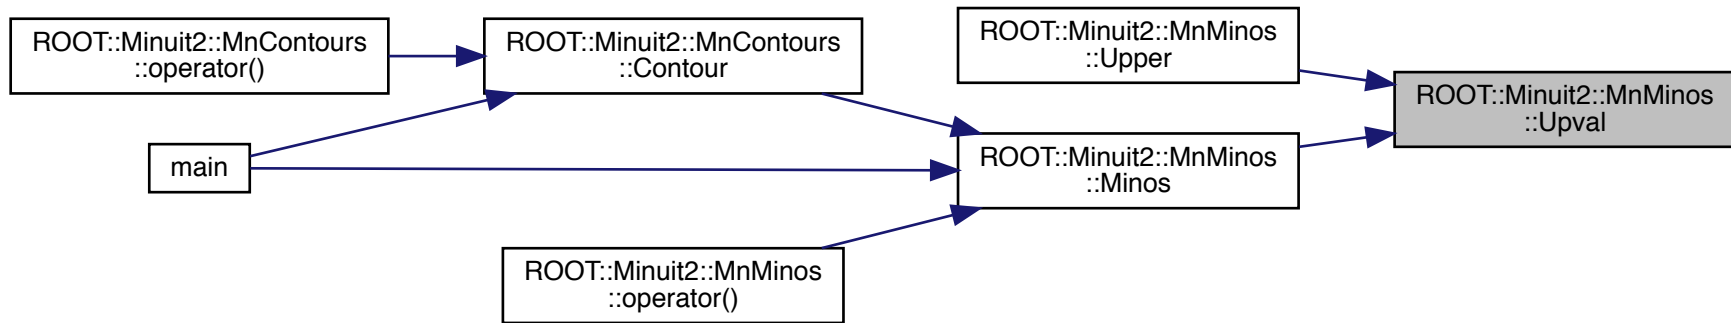 ROOT::Minuit2::MnContours
::operator()
ROOT::Minuit2::MnContours
::Contour
ROOT::Minuit2::MnMinos
::Upper
ROOT::Minuit2::MnMinos
::Upval
main
ROOT::Minuit2::MnMinos
::Minos
ROOT::Minuit2::MnMinos
::operator()